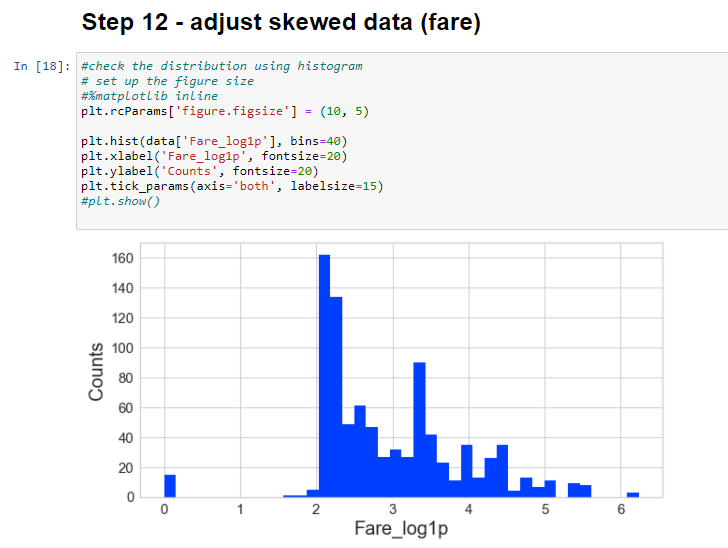 Step 12 - adjust skewed data (fare)
In [18]: #check the distribution using histogram
# set up the figure size
#%matplotlib inline
plt.rcParams['figure.figsize'] = (10, 5)
plt.hist(data['Fare_log1p'], bins=40)
plt.xlabel('Fare_log1p', fontsize=20)
plt.ylabel('Counts', fontsize=20)
plt.tick_params(axis='both', labelsize=15)
#plt.show()
160
140
120
100
80
60
40
20
0
Counts
0 1 2 3 4 5 6
Fare_log1p